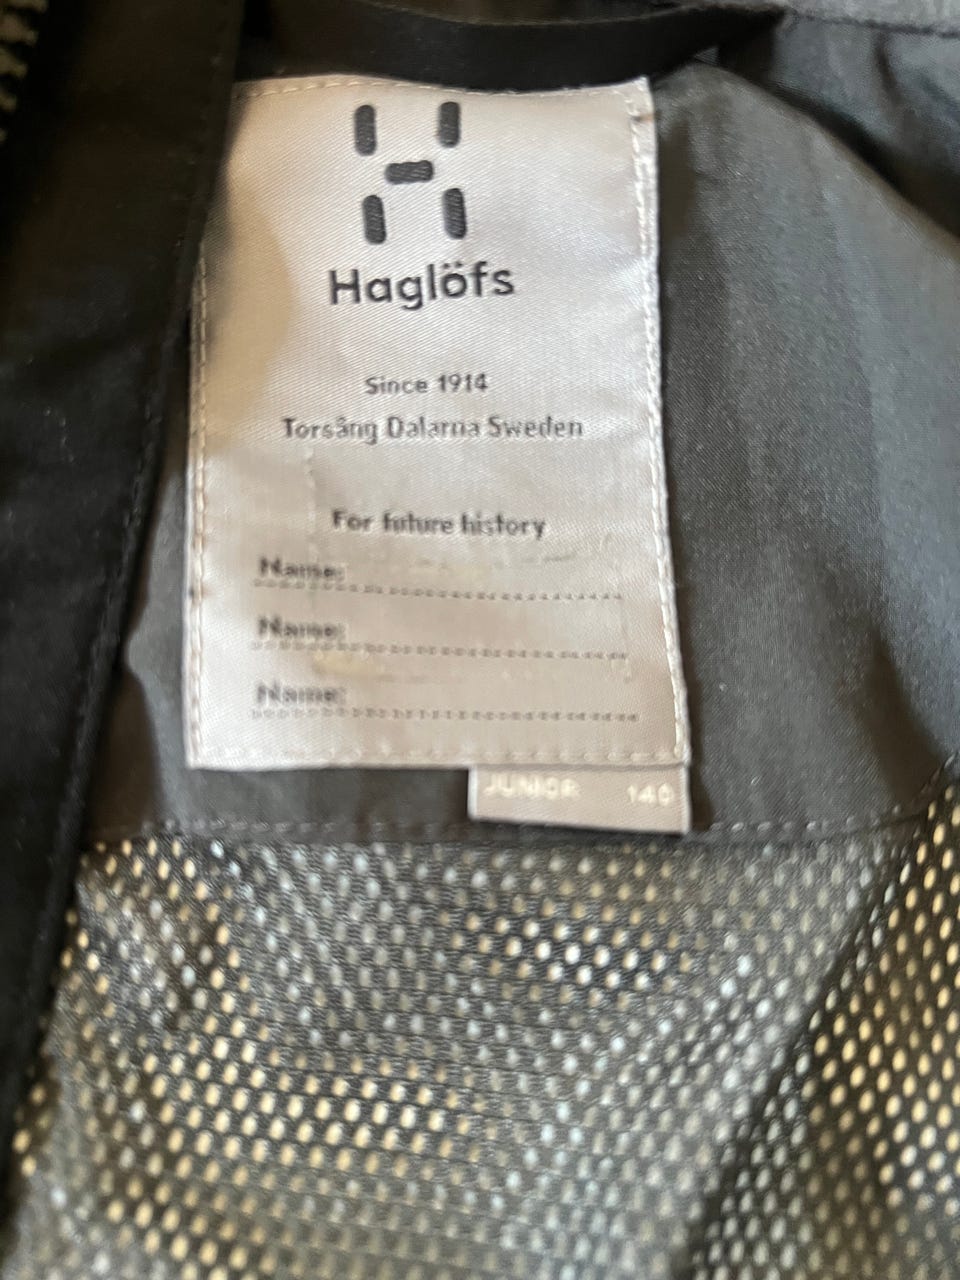 Haglöfs
Since 1914
Torsång Dalarna Sweden
For future history
Name:
Name:
Name:
JUNIOR 140